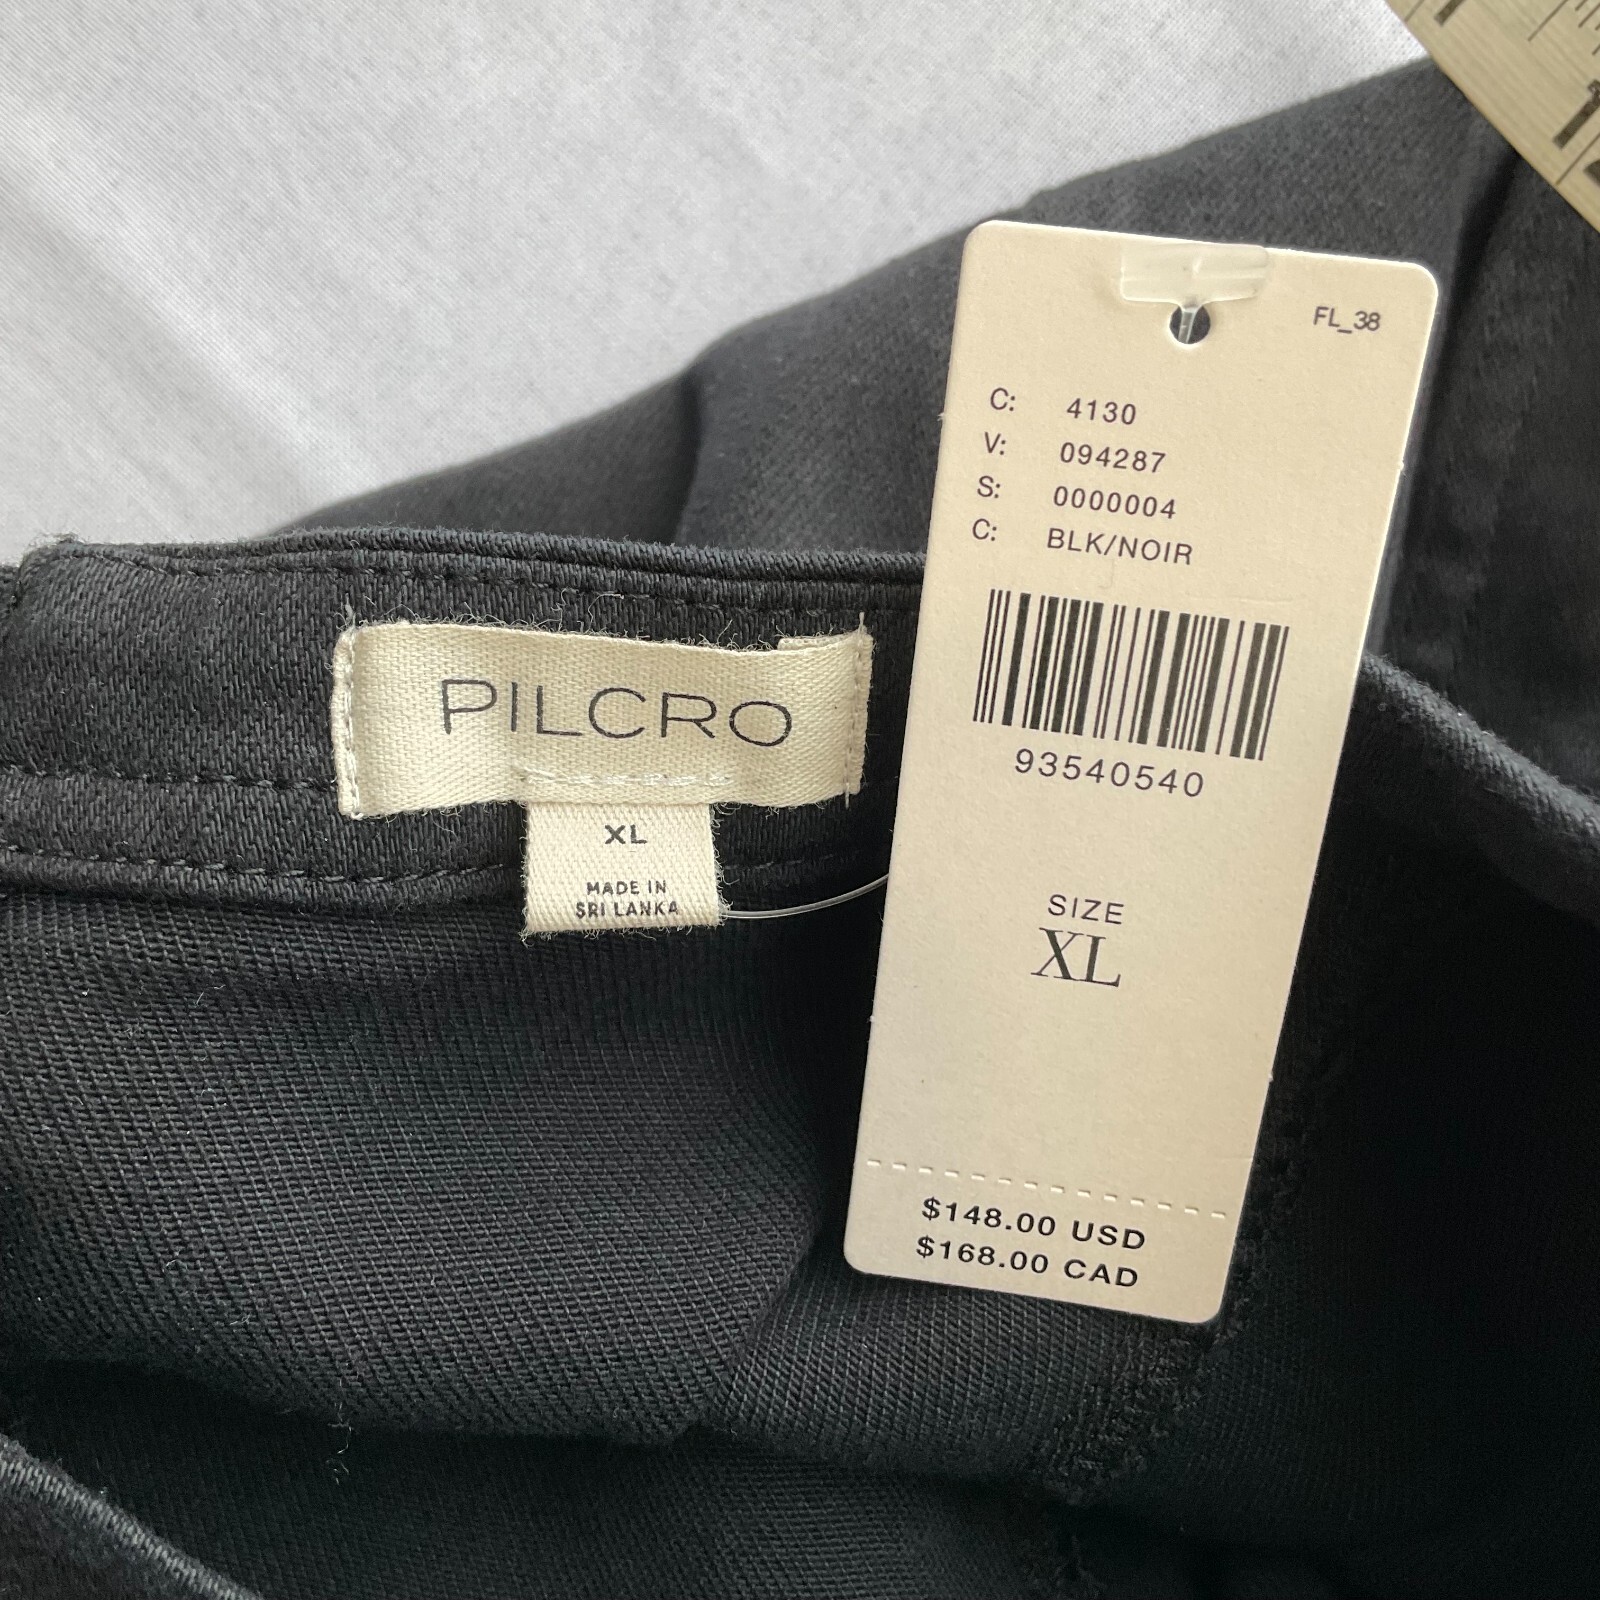 FL_38
C: 4130
V: 094287
S: 0000004
C: BLK/NOIR
93540540
SIZE
XL
$148.00 USD
$168.00 CAD
PILCRO
XL
MADE IN
SRI LANKA